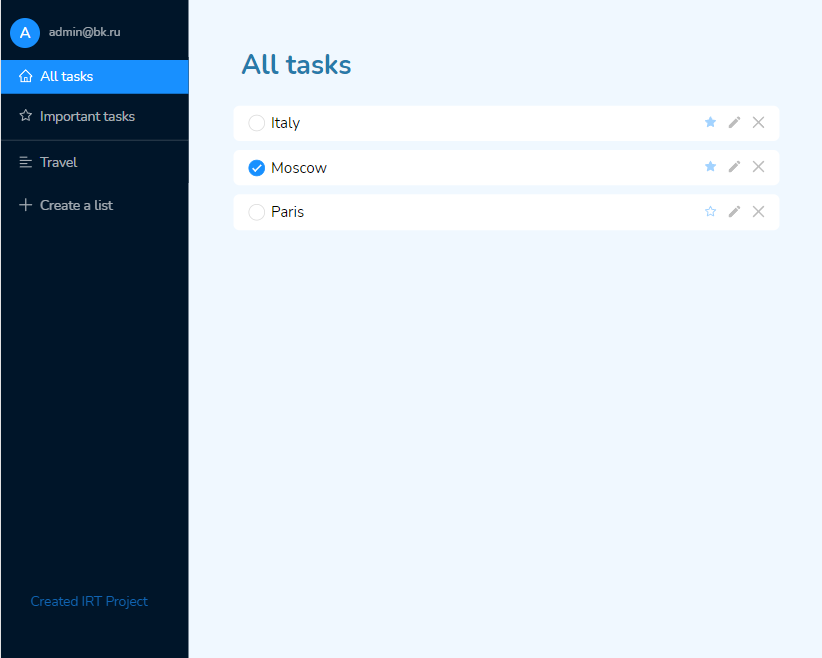 A
admin@bk.ru
All tasks
Important tasks
Travel
Create a list
Created IRT Project
All tasks
Italy
Moscow
Paris